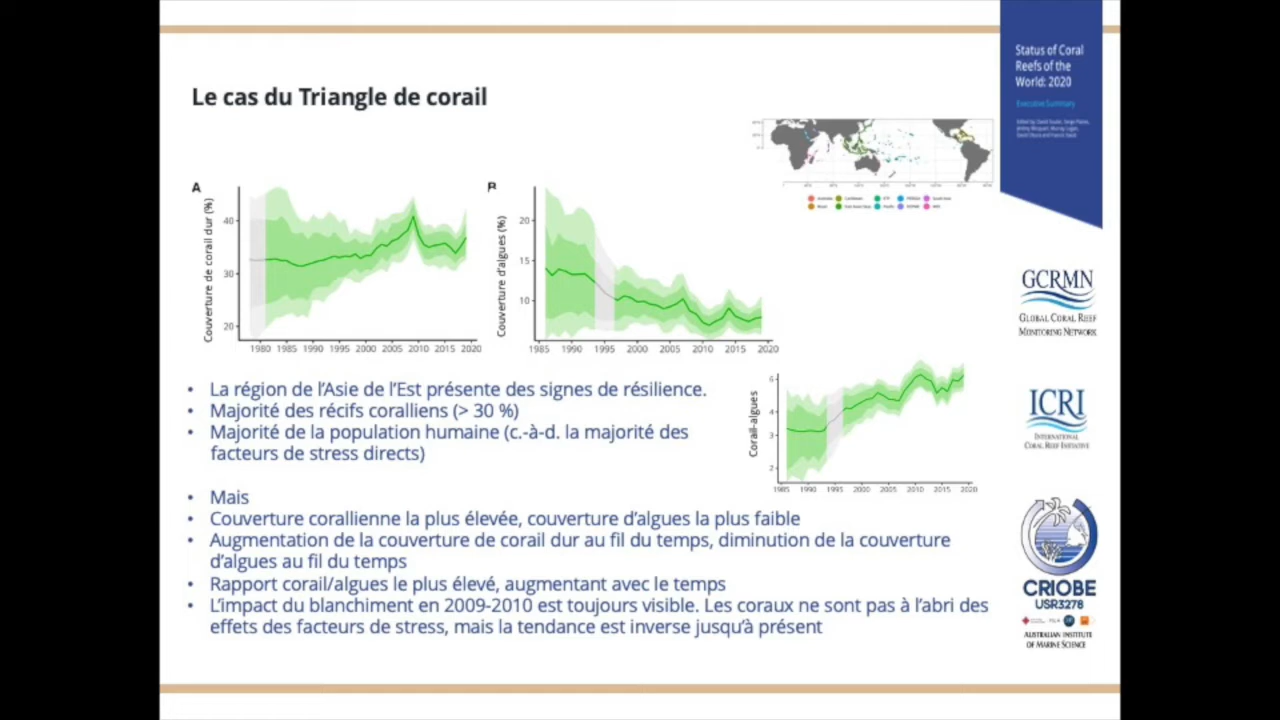 Status of Coral
Reefs of the
World: 2020
Executive Summary
Le cas du Triangle de corail
A
B
Couverture de corail dur (%)
40
30
20
1980 1985 1990 1995 2000 2005 2010 2015 2020
Couverture d'algues (%)
20
15
10
1985 1990 1995 2000 2005 2010 2015 2020
Corail-algues
6
4
3
2
1985 1990 1995 2000 2005 2010 2015 2020
• La région de l'Asie de l'Est présente des signes de résilience.
• Majorité des récifs coralliens (> 30 %)
• Majorité de la population humaine (c.-à-d. la majorité des
facteurs de stress directs)
• Mais
• Couverture corallienne la plus élevée, couverture d'algues la plus faible
• Augmentation de la couverture de corail dur au fil du temps, diminution de la couverture
d'algues au fil du temps
• Rapport corail/algues le plus élevé, augmentant avec le temps
• L'impact du blanchiment en 2009-2010 est toujours visible. Les coraux ne sont pas à l'abri des
effets des facteurs de stress, mais la tendance est inverse jusqu'à présent
GCRMN
GLOBAL CORAL REEF
MONITORING NETWORK
ICRI
INTERNATIONAL
CORAL REEF INITIATIVE
CRIOBE
USR3278
AUSTRALIAN INSTITUTE
OF MARINE SCIENCE